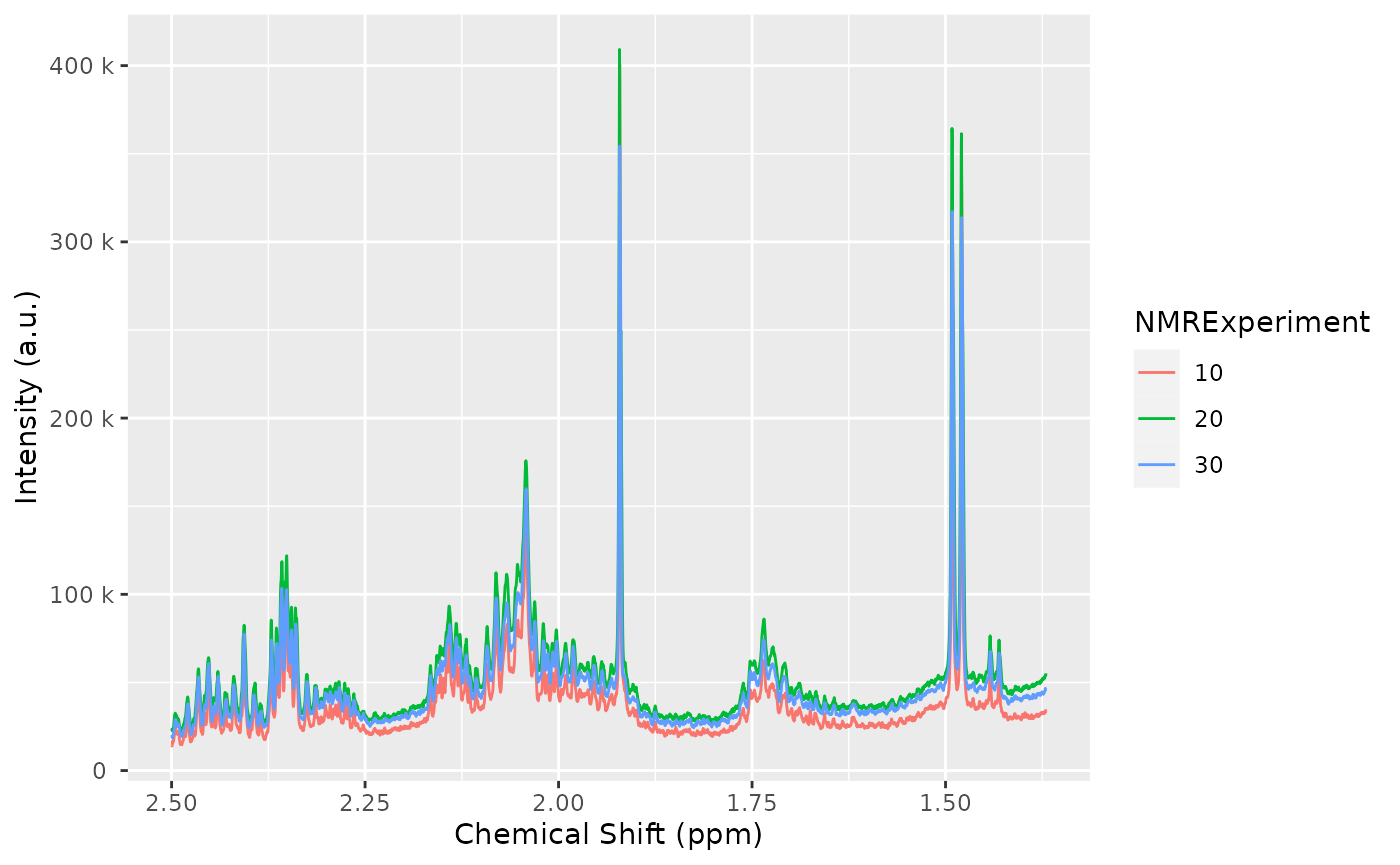 400 k
300 k
200 k
100 k
0
Intensity (a.u.)
2.50 2.25 2.00 1.75 1.50
Chemical Shift (ppm)
NMRExperiment
10
20
30